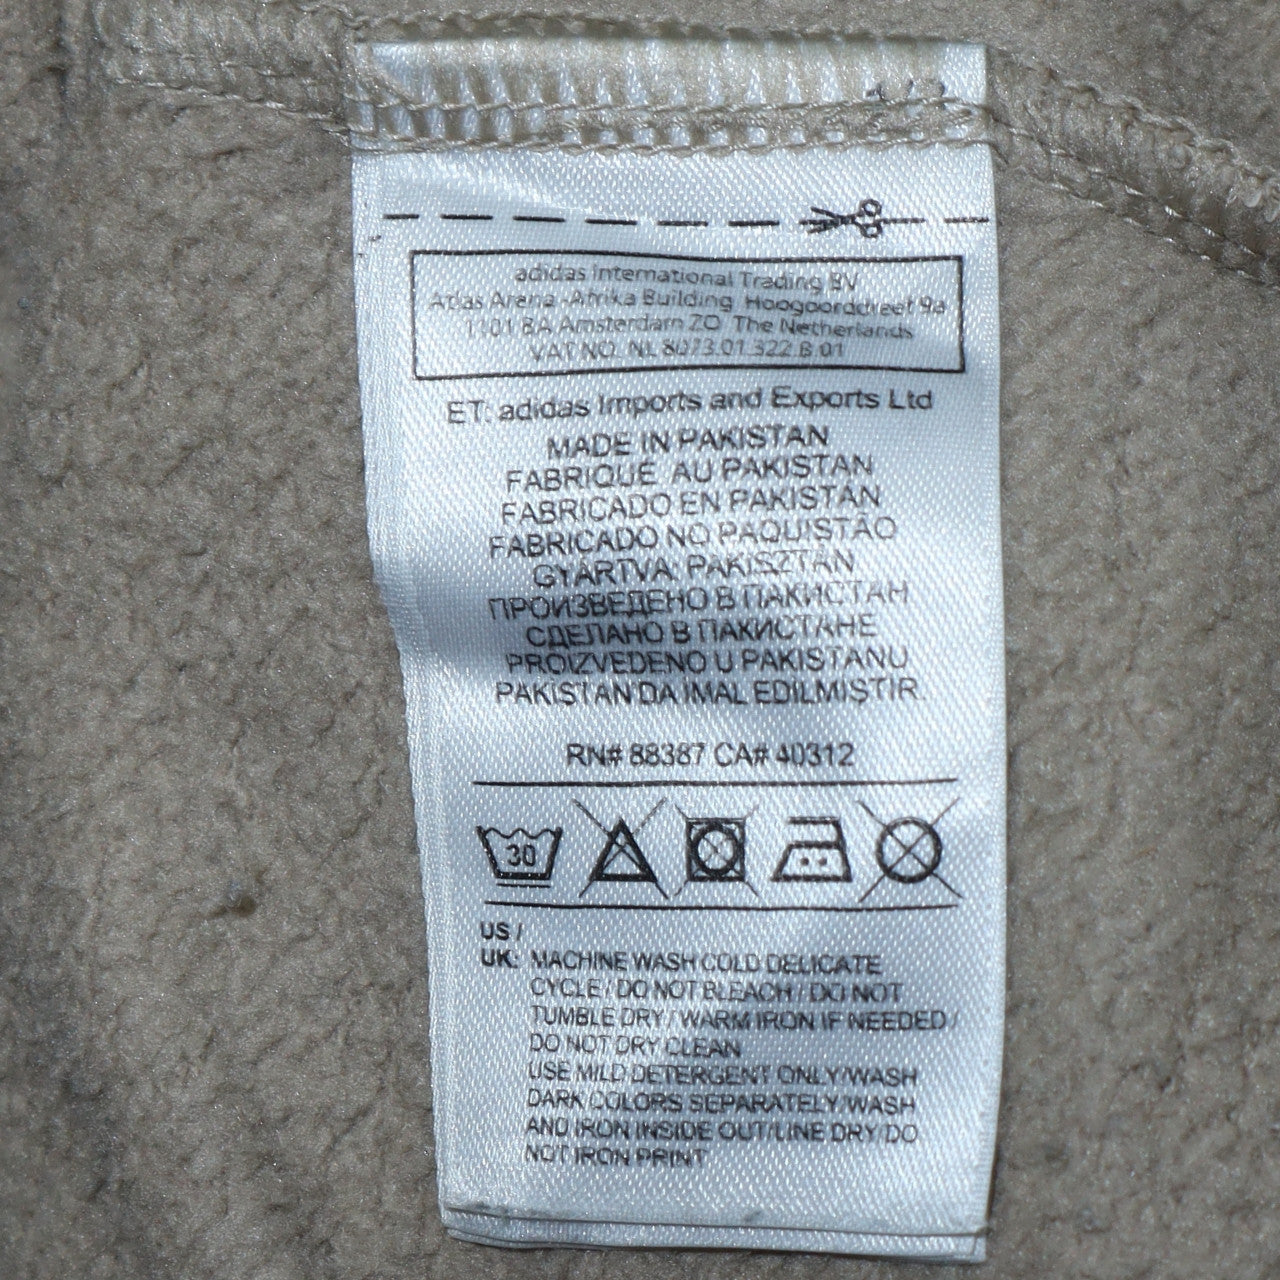 adidas International Trading BV
Atlas Arena -Afrika Building Hoogoorddreef 9a
1101 BA Amsterdam ZO The Netherlands
VAT NO. NL 8073.01.322.B.01
ET: adidas Imports and Exports Ltd
MADE IN PAKISTAN
FABRIQUÉ AU PAKISTAN
FABRICADO EN PAKISTAN
FABRICADO NO PAQUISTÃO
GYÁRTVA: PAKISZTÁN
ПРОИЗВЕДЕНО В ПАКИСТАН
СДЕЛАНО В ПАКИСТАНЕ
PROIZVEDENO U PAKISTANU
PAKISTAN'DA IMAL EDILMIŞTIR
RN# 88387 CA# 40312
30
US /
UK: MACHINE WASH COLD DELICATE
CYCLE / DO NOT BLEACH / DO NOT
TUMBLE DRY / WARM IRON IF NEEDED /
DO NOT DRY CLEAN
USE MILD DETERGENT ONLY/WASH
DARK COLORS SEPARATELY/WASH
AND IRON INSIDE OUT/LINE DRY/DO
NOT IRON PRINT